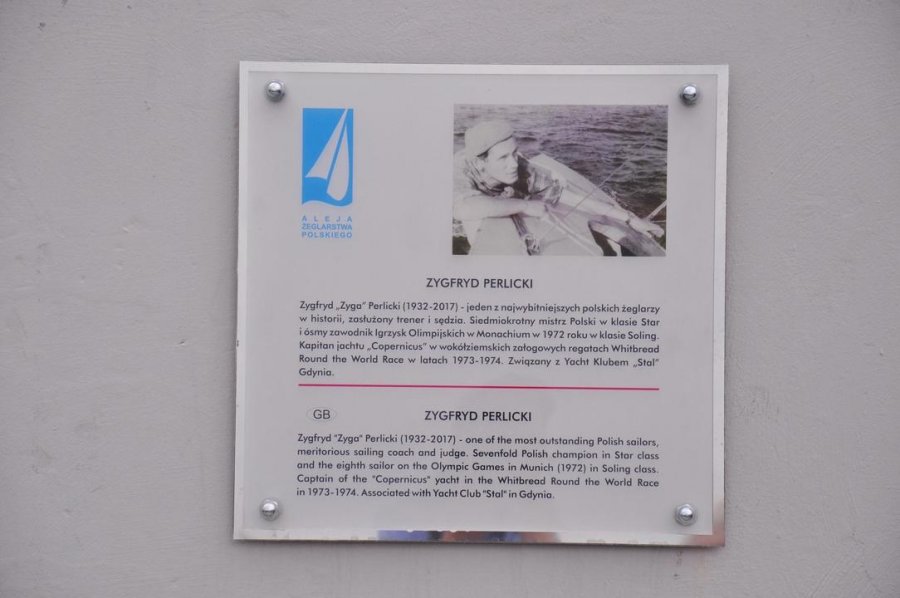 ALEJA
ŻEGLARSTWA
POLSKIEGO
ZYGFRYD PERLICKI
Zygfryd „Zyga” Perlicki (1932-2017) - jeden z najwybitniejszych polskich żeglarzy
w historii, zasłużony trener i sędzia. Siedmiokrotny mistrz Polski w klasie Star
i ósmy zawodnik Igrzysk Olimpijskich w Monachium w 1972 roku w klasie Soling.
Kapitan jachtu „Copernicus” w wokółziemskich załogowych regatach Whitbread
Round the World Race w latach 1973-1974. Związany z Yacht Klubem „Stal”
Gdynia.
GB
ZYGFRYD PERLICKI
Zygfryd "Zyga" Perlicki (1932-2017) - one of the most outstanding Polish sailors,
meritorious sailing coach and judge. Sevenfold Polish champion in Star class
and the eighth sailor on the Olympic Games in Munich (1972) in Soling class.
Captain of the "Copernicus" yacht in the Whitbread Round the World Race
in 1973-1974. Associated with Yacht Club "Stal" in Gdynia.